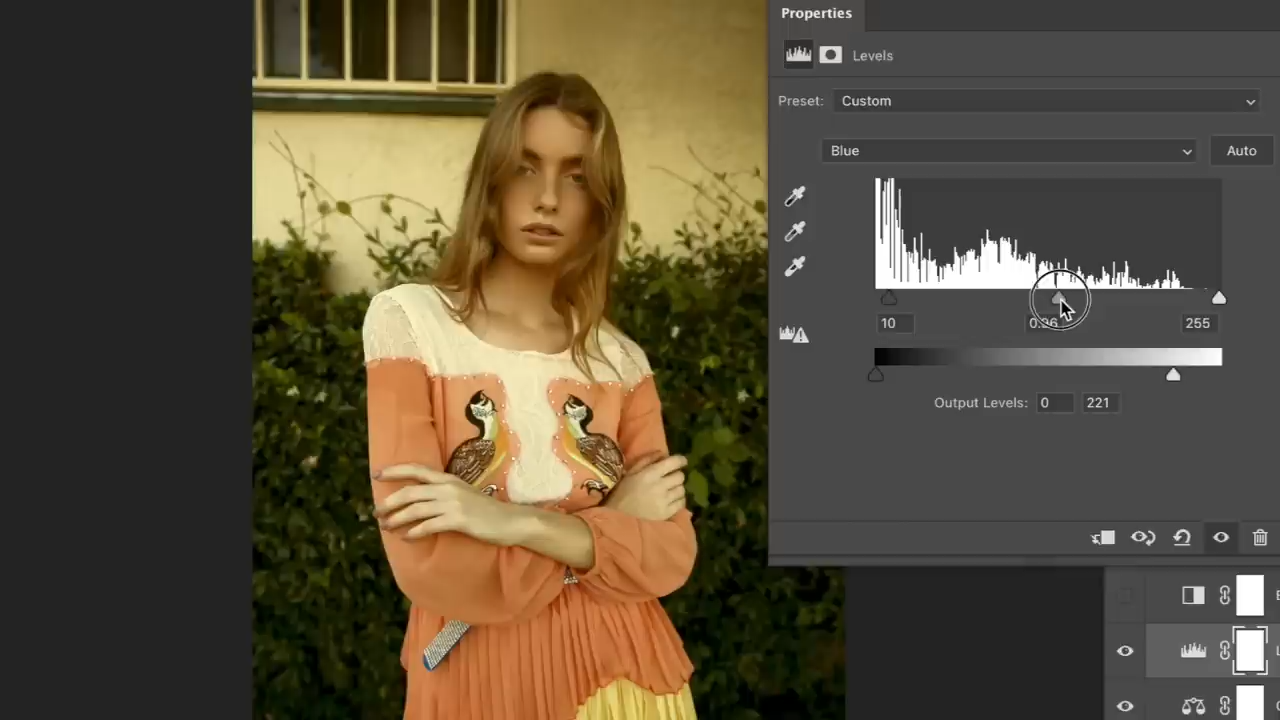 Properties
Levels
Preset: Custom
Blue
Auto
10 255
Output Levels: 0 221